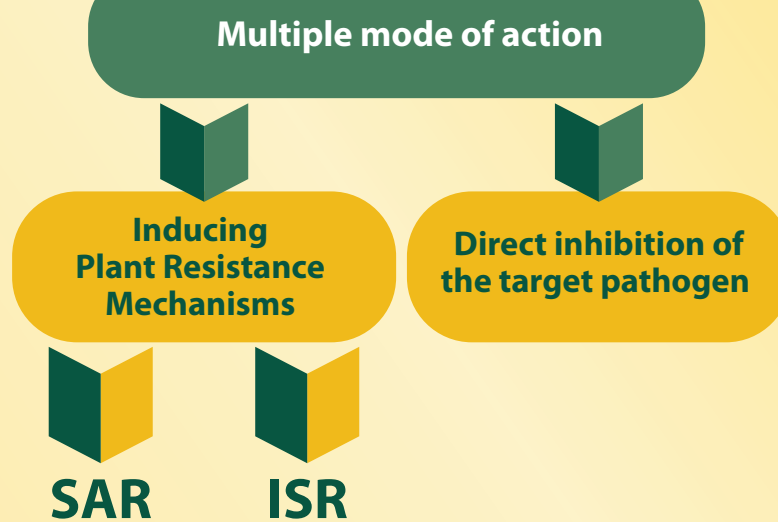 Multiple mode of action
Inducing
Plant Resistance
Mechanisms
Direct inhibition of
the target pathogen
SAR
ISR